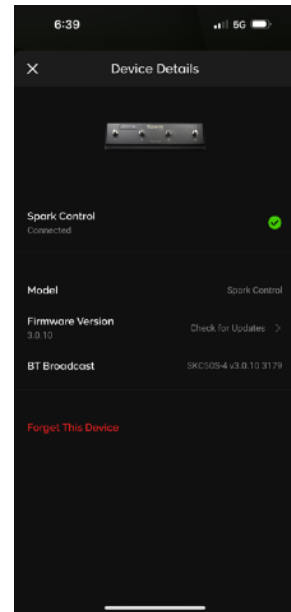 6:39
5G
Device Details
Spark Control
Connected
Model
Spark Control
Firmware Version
3.0.10
Check for Updates
BT Broadcast
SKC50S-4 v3.0.10 3179
Forget This Device